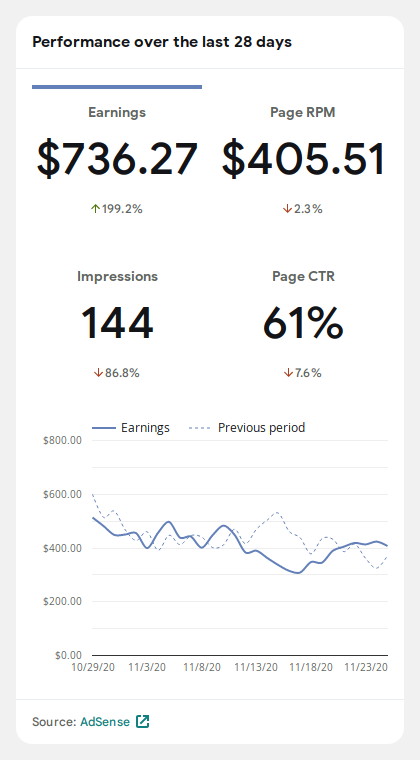 Performance over the last 28 days
Earnings Page RPM
$736.27 $405.51
↑199.2% ↓2.3%
Impressions Page CTR
144 61%
↓86.8% ↓7.6%
Earnings Previous period
$800.00
$600.00
$400.00
$200.00
$0.00
10/29/20 11/3/20 11/8/20 11/13/20 11/18/20 11/23/20
Source: AdSense